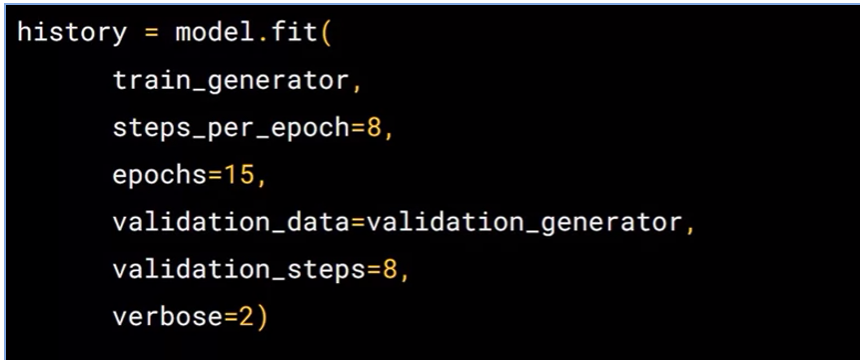 history = model.fit(
train_generator,
steps_per_epoch=8,
epochs=15,
validation_data=validation_generator,
validation_steps=8,
verbose=2)